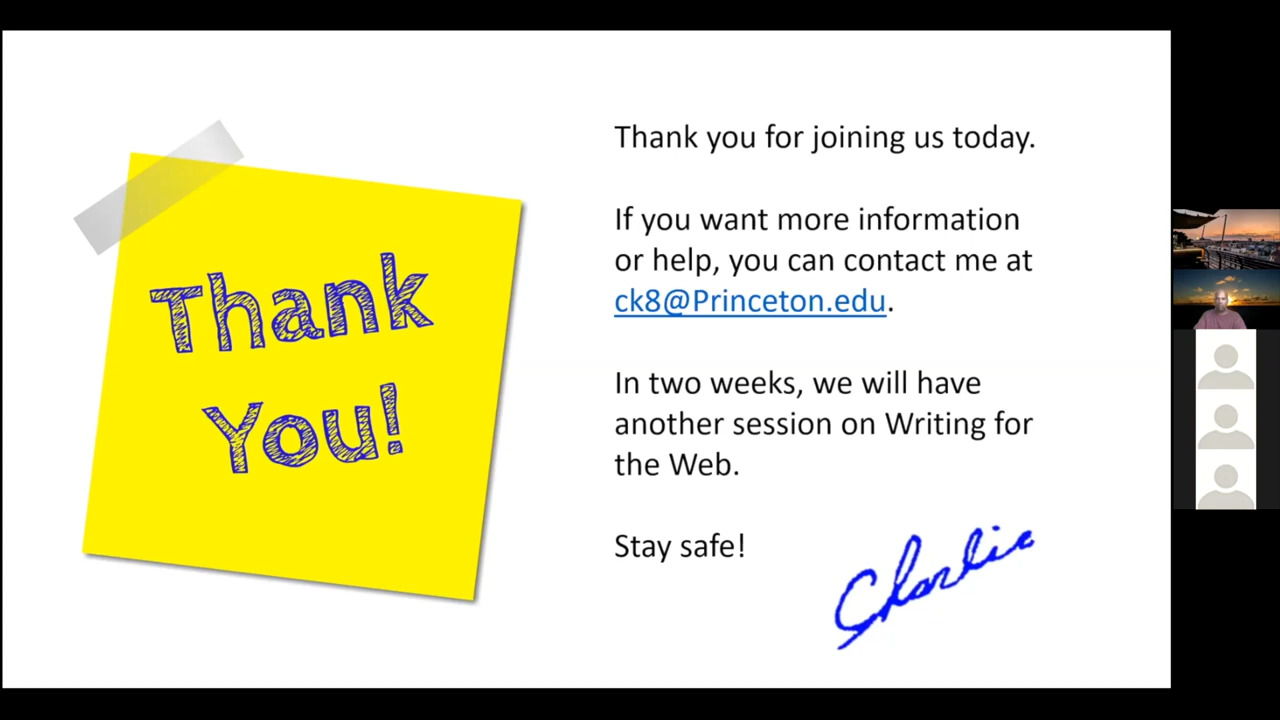 Thank
You!
Thank you for joining us today.
If you want more information
or help, you can contact me at
ck8@Princeton.edu.
In two weeks, we will have
another session on Writing for
the Web.
Stay safe!
Charlie